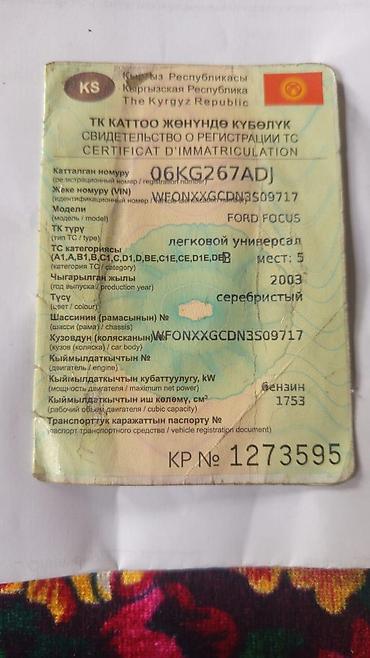 KS
Кыргыз Республикасы
Кыргызская Республика
The Kyrgyz Republic
ТК КАТТОО ЖӨНҮНДӨ КҮБӨЛҮК
СВИДЕТЕЛЬСТВО О РЕГИСТРАЦИИ ТС
CERTIFICAT D'IMMATRICULATION
Катталган номуру 06KG267ADJ
(регистрационный номер / registration number)
Жеке номуру (VIN) WFONXXGCDN3S09717
(идентификационный номер /
Модели
(модель / model) FORD FOCUS
ТК түрү
(тип ТС / type) легковой универсал
ТС категориясы
(A1,A,B1,B,C1,C,D1,D,BE,C1E,CE,D1E,DE) B мест: 5
(категория ТС / category)
Чыгарылган жылы 2003
(год выпуска / production year)
Түсү серебристый
(цвет / colour)
Шассинин (рамасынын) №
(шасси (рама) / chassis)
Кузовдун (колясканын) № WFONXXGCDN3S09717
(кузов (коляска) / car body)
Кыймылдаткычтын №
(двигатель / engine)
Кыймылдаткычтын кубаттуулугу, kW
(мощность двигателя / maximum net power) бензин
Кыймылдаткычтын иш көлөмү, см³ 1753
(рабочий объем двигателя / cubic capacity)
Транспорттук каражаттын паспорту №
(паспорт транспортного средства / vehicle registration document)
КР № 1273595